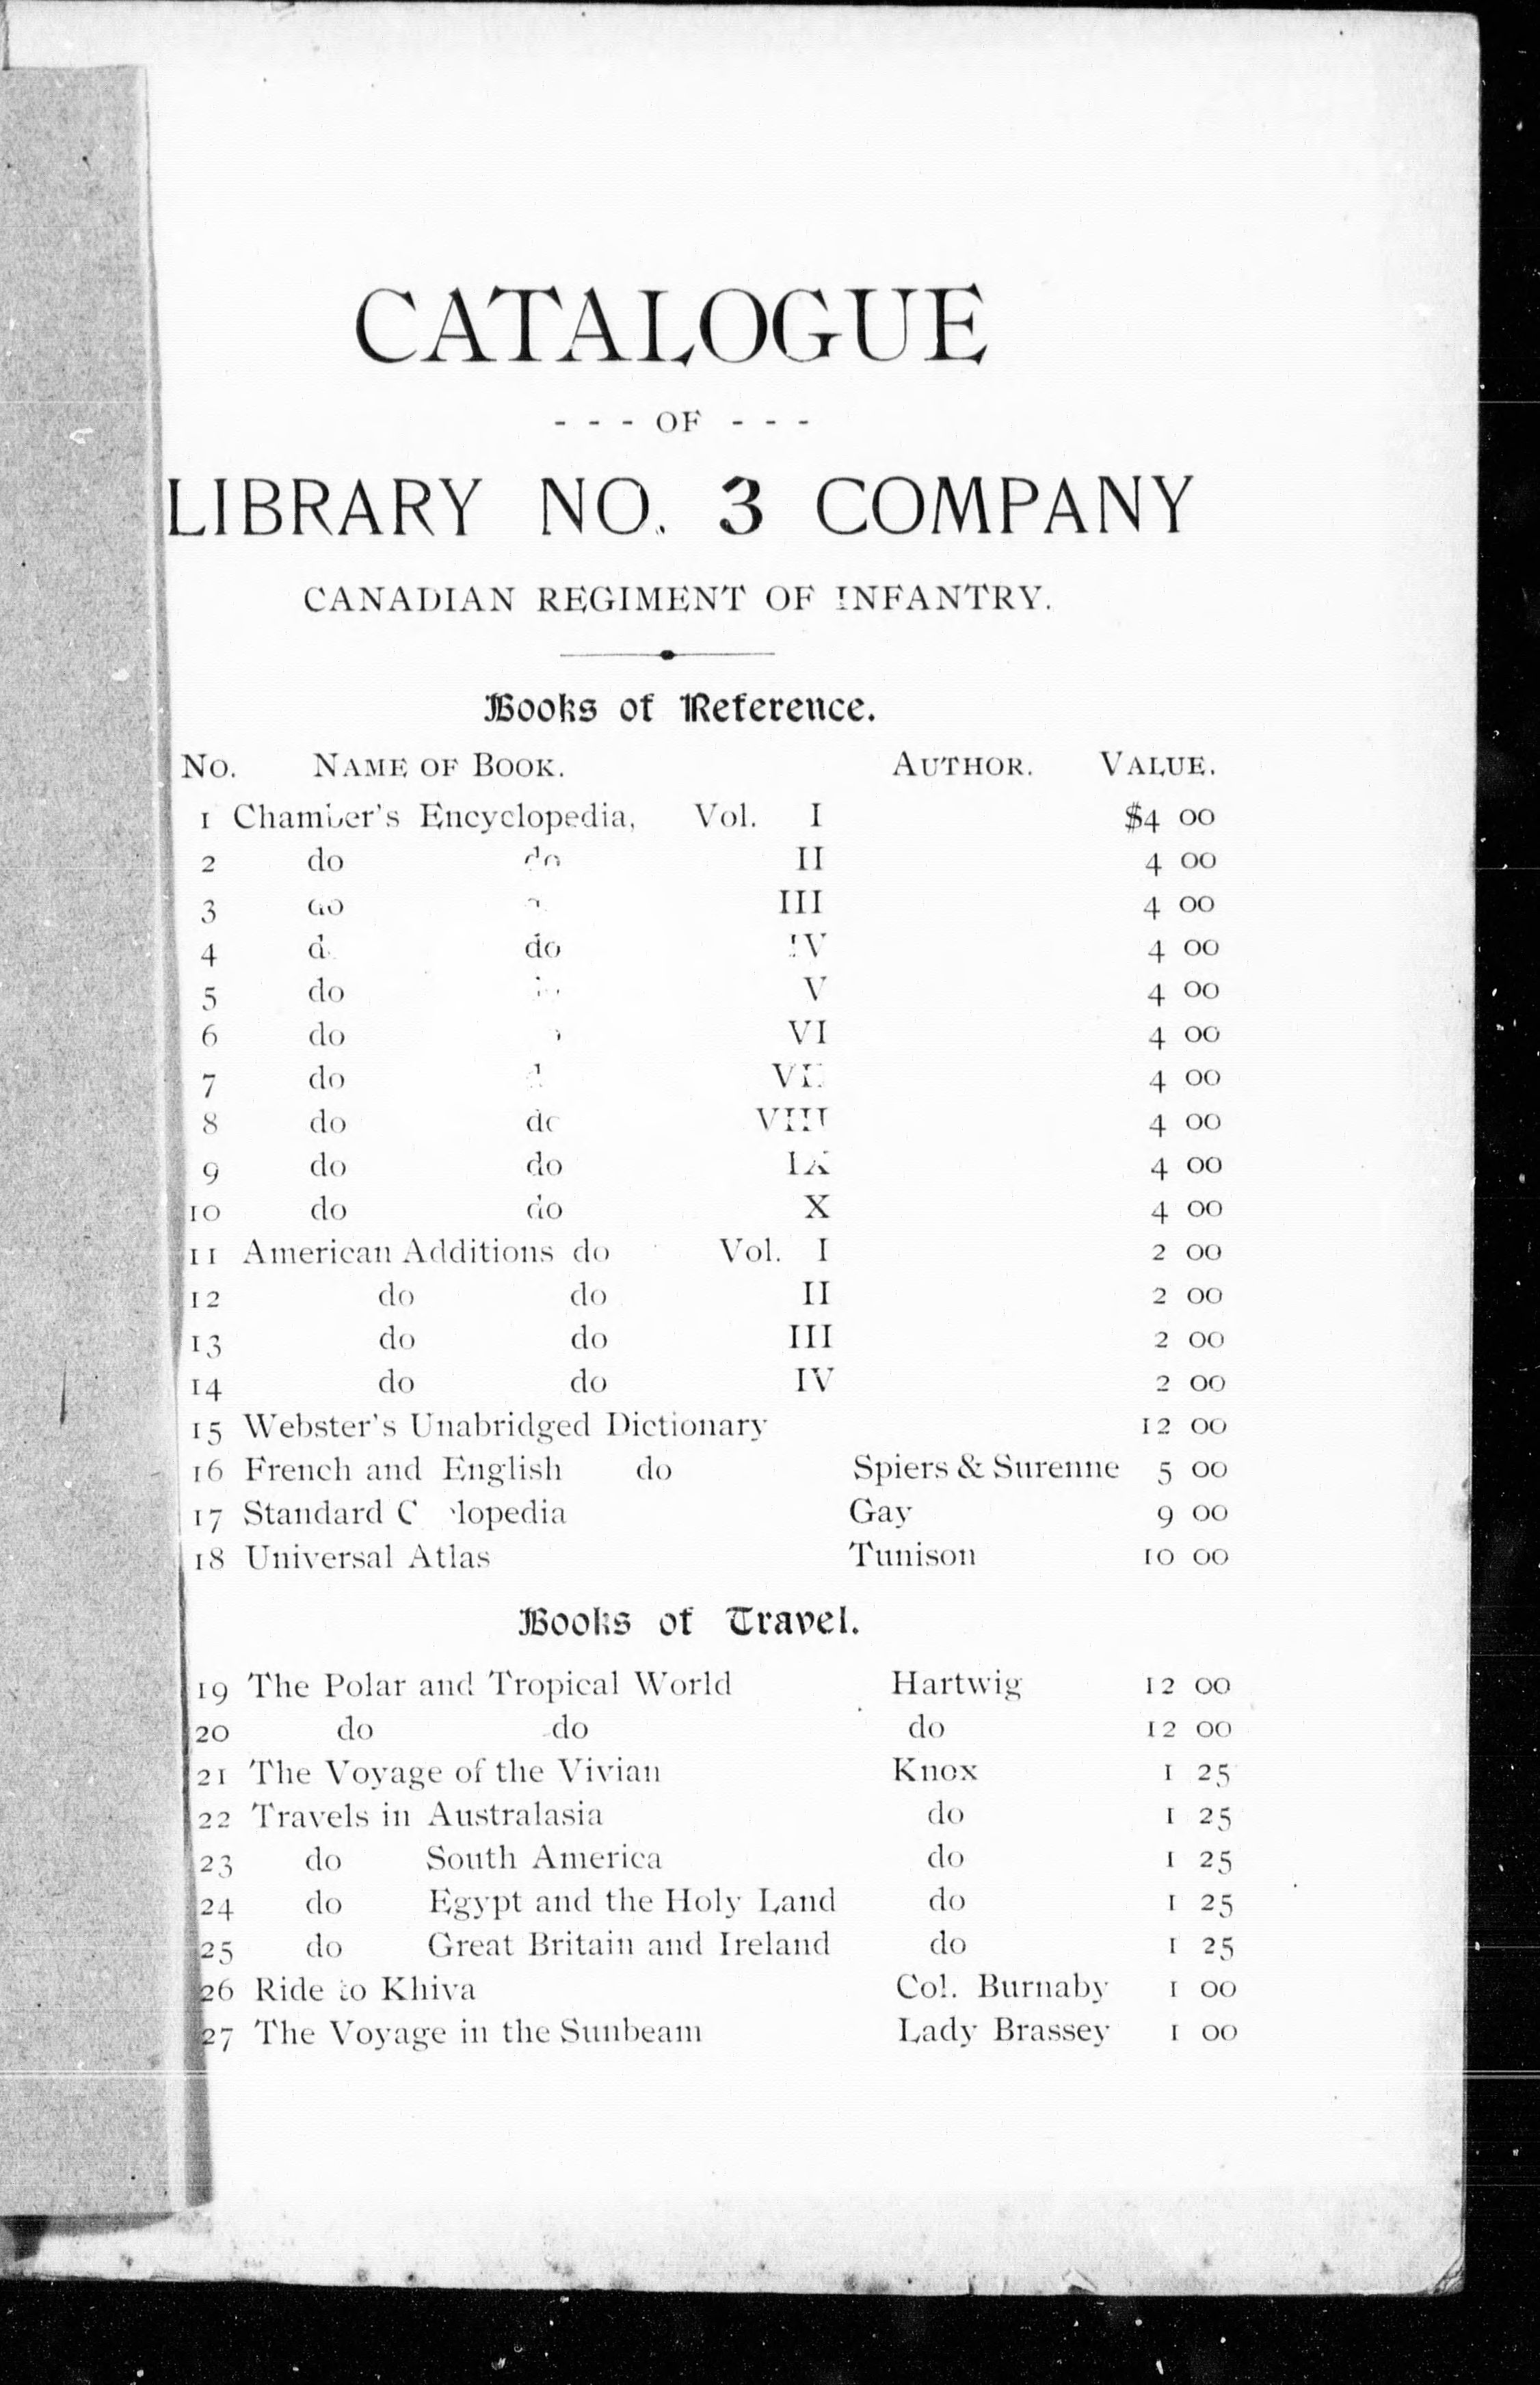 CATALOGUE
- - - OF - - -
LIBRARY NO. 3 COMPANY
CANADIAN REGIMENT OF INFANTRY.
Books of Reference.
No. NAME OF BOOK. AUTHOR. VALUE.
1 Chamber's Encyclopedia, Vol. I $4 00
2 do do II 4 00
3 do III 4 00
4 do IV 4 00
5 do V 4 00
6 do VI 4 00
7 do VII 4 00
8 do do VIII 4 00
9 do do IX 4 00
10 do do X 4 00
11 American Additions do Vol. I 2 00
12 do do II 2 00
13 do do III 2 00
14 do do IV 2 00
15 Webster's Unabridged Dictionary 12 00
16 French and English do Spiers & Surenne 5 00
17 Standard C lopedia Gay 9 00
18 Universal Atlas Tunison 10 00
Books of Travel.
19 The Polar and Tropical World Hartwig 12 00
20 do do do 12 00
21 The Voyage of the Vivian Knox 1 25
22 Travels in Australasia do 1 25
23 do South America do 1 25
24 do Egypt and the Holy Land do 1 25
25 do Great Britain and Ireland do 1 25
26 Ride to Khiva Col. Burnaby 1 00
27 The Voyage in the Sunbeam Lady Brassey 1 00